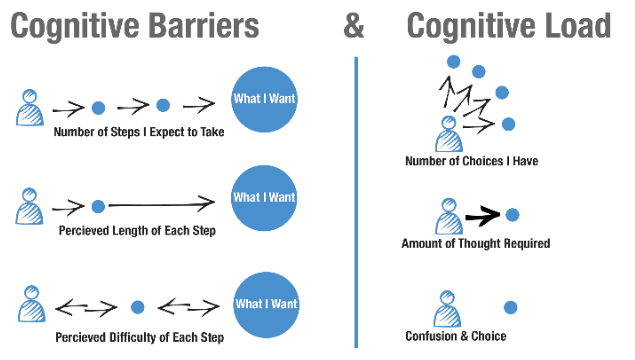 Cognitive Barriers & Cognitive Load
What I Want
Number of Steps I Expect to Take
What I Want
Percieved Length of Each Step
What I Want
Percieved Difficulty of Each Step
Number of Choices I Have
Amount of Thought Required
Confusion & Choice